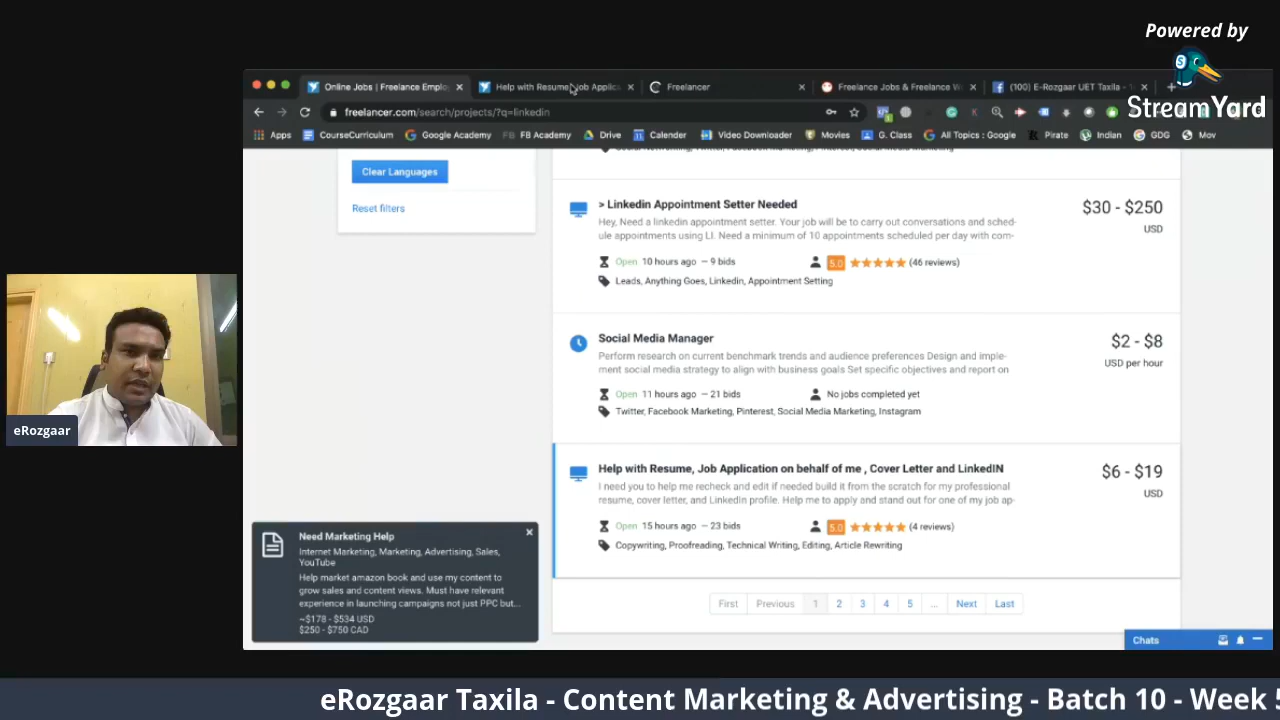 Powered by
StreamYard
Online Jobs | Freelance Emplo
Help with Resume, Job Applica
Freelancer
Freelance Jobs & Freelance W
(100) E-Rozgaar UET Taxila -
freelancer.com/search/projects/?q=linkedin
Apps
CourseCurriculum
Google Academy
FB Academy
Drive
Calender
Video Downloader
Movies
G. Class
All Topics : Google
Pirate
Indian
GDG
Mov
Clear Languages
Reset filters
> Linkedin Appointment Setter Needed
$30 - $250
USD
Hey, Need a linkedin appointment setter. Your job will be to carry out conversations and sched-
ule appointments using LI. Need a minimum of 10 appointments scheduled per day with com-
Open 10 hours ago — 9 bids
5.0 (46 reviews)
Leads, Anything Goes, Linkedin, Appointment Setting
Social Media Manager
$2 - $8
USD per hour
Perform research on current benchmark trends and audience preferences Design and imple-
ment social media strategy to align with business goals Set specific objectives and report on
Open 11 hours ago — 21 bids
No jobs completed yet
Twitter, Facebook Marketing, Pinterest, Social Media Marketing, Instagram
Help with Resume, Job Application on behalf of me , Cover Letter and LinkedIN
$6 - $19
USD
I need you to help me recheck and edit if needed build it from the scratch for my professional
resume, cover letter, and LinkedIn profile. Help me to apply and stand out for one of my job ap-
Open 15 hours ago — 23 bids
5.0 (4 reviews)
Copywriting, Proofreading, Technical Writing, Editing, Article Rewriting
First Previous 1 2 3 4 5 ... Next Last
Need Marketing Help
Internet Marketing, Marketing, Advertising, Sales,
YouTube
Help market amazon book and use my content to
grow sales and content views. Must have relevant
experience in launching campaigns not just PPC but...
~$178 - $534 USD
$250 - $750 CAD
Chats
eRozgaar
eRozgaar Taxila - Content Marketing & Advertising - Batch 10 - Week 5